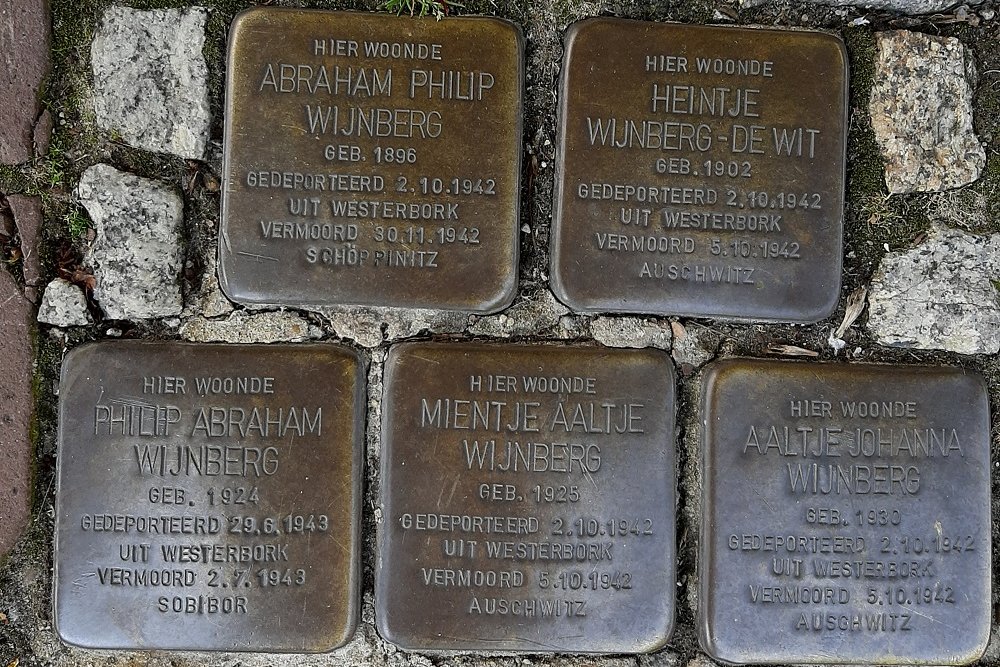 HIER WOONDE
ABRAHAM PHILIP
WIJNBERG
GEB. 1896
GEDEPORTEERD 2.10.1942
UIT WESTERBORK
VERMOORD 30.11.1942
SCHÖPPINITZ
HIER WOONDE
HEINTJE
WIJNBERG-DE WIT
GEB. 1902
GEDEPORTEERD 2.10.1942
UIT WESTERBORK
VERMOORD 5.10.1942
AUSCHWITZ
HIER WOONDE
PHILIP ABRAHAM
WIJNBERG
GEB. 1924
GEDEPORTEERD 29.6.1943
UIT WESTERBORK
VERMOORD 2.7.1943
SOBIBOR
HIER WOONDE
MIENTJE AALTJE
WIJNBERG
GEB. 1925
GEDEPORTEERD 2.10.1942
UIT WESTERBORK
VERMOORD 5.10.1942
AUSCHWITZ
HIER WOONDE
AALTJE JOHANNA
WIJNBERG
GEB. 1930
GEDEPORTEERD 2.10.1942
UIT WESTERBORK
VERMOORD 5.10.1942
AUSCHWITZ